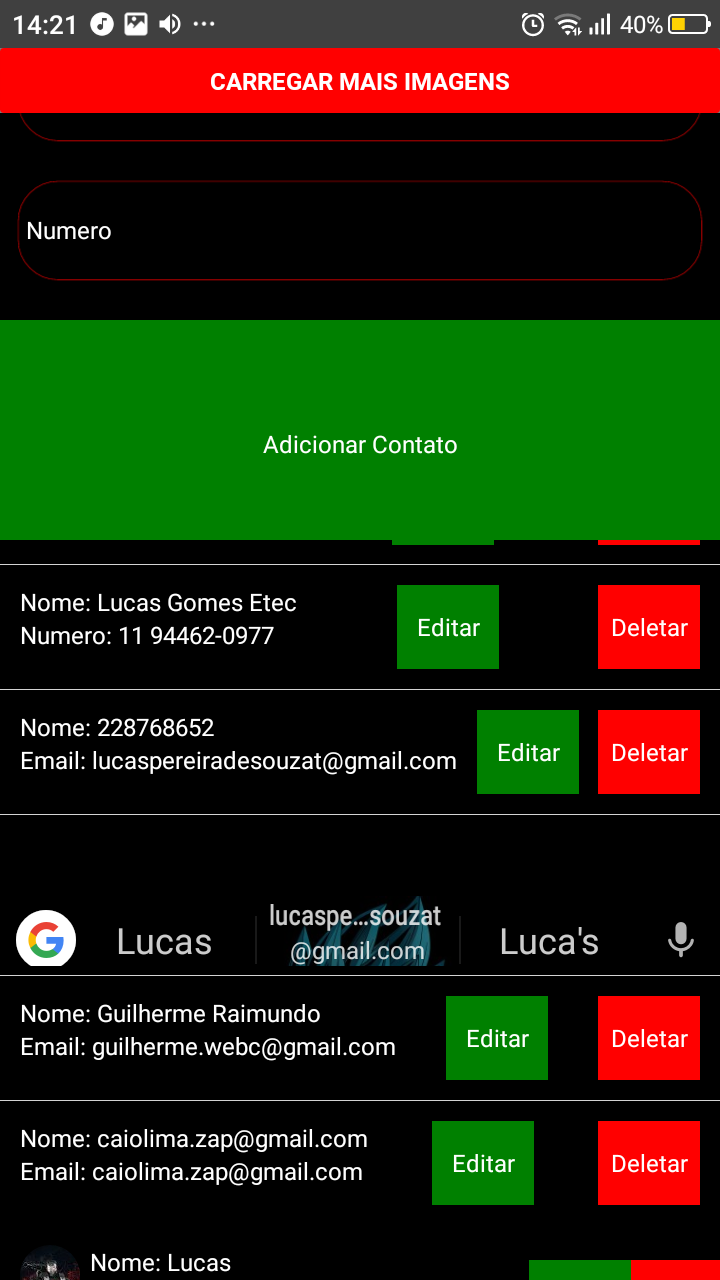 14:21 40%
CARREGAR MAIS IMAGENS
Numero
Adicionar Contato
Nome: Lucas Gomes Etec
Numero: 11 94462-0977
Editar
Deletar
Nome: 228768652
Email: lucaspereiradesouzat@gmail.com
Editar
Deletar
Lucas
lucaspe...souzat
@gmail.com
Luca's
Nome: Guilherme Raimundo
Email: guilherme.webc@gmail.com
Editar
Deletar
Nome: caiolima.zap@gmail.com
Email: caiolima.zap@gmail.com
Editar
Deletar
Nome: Lucas